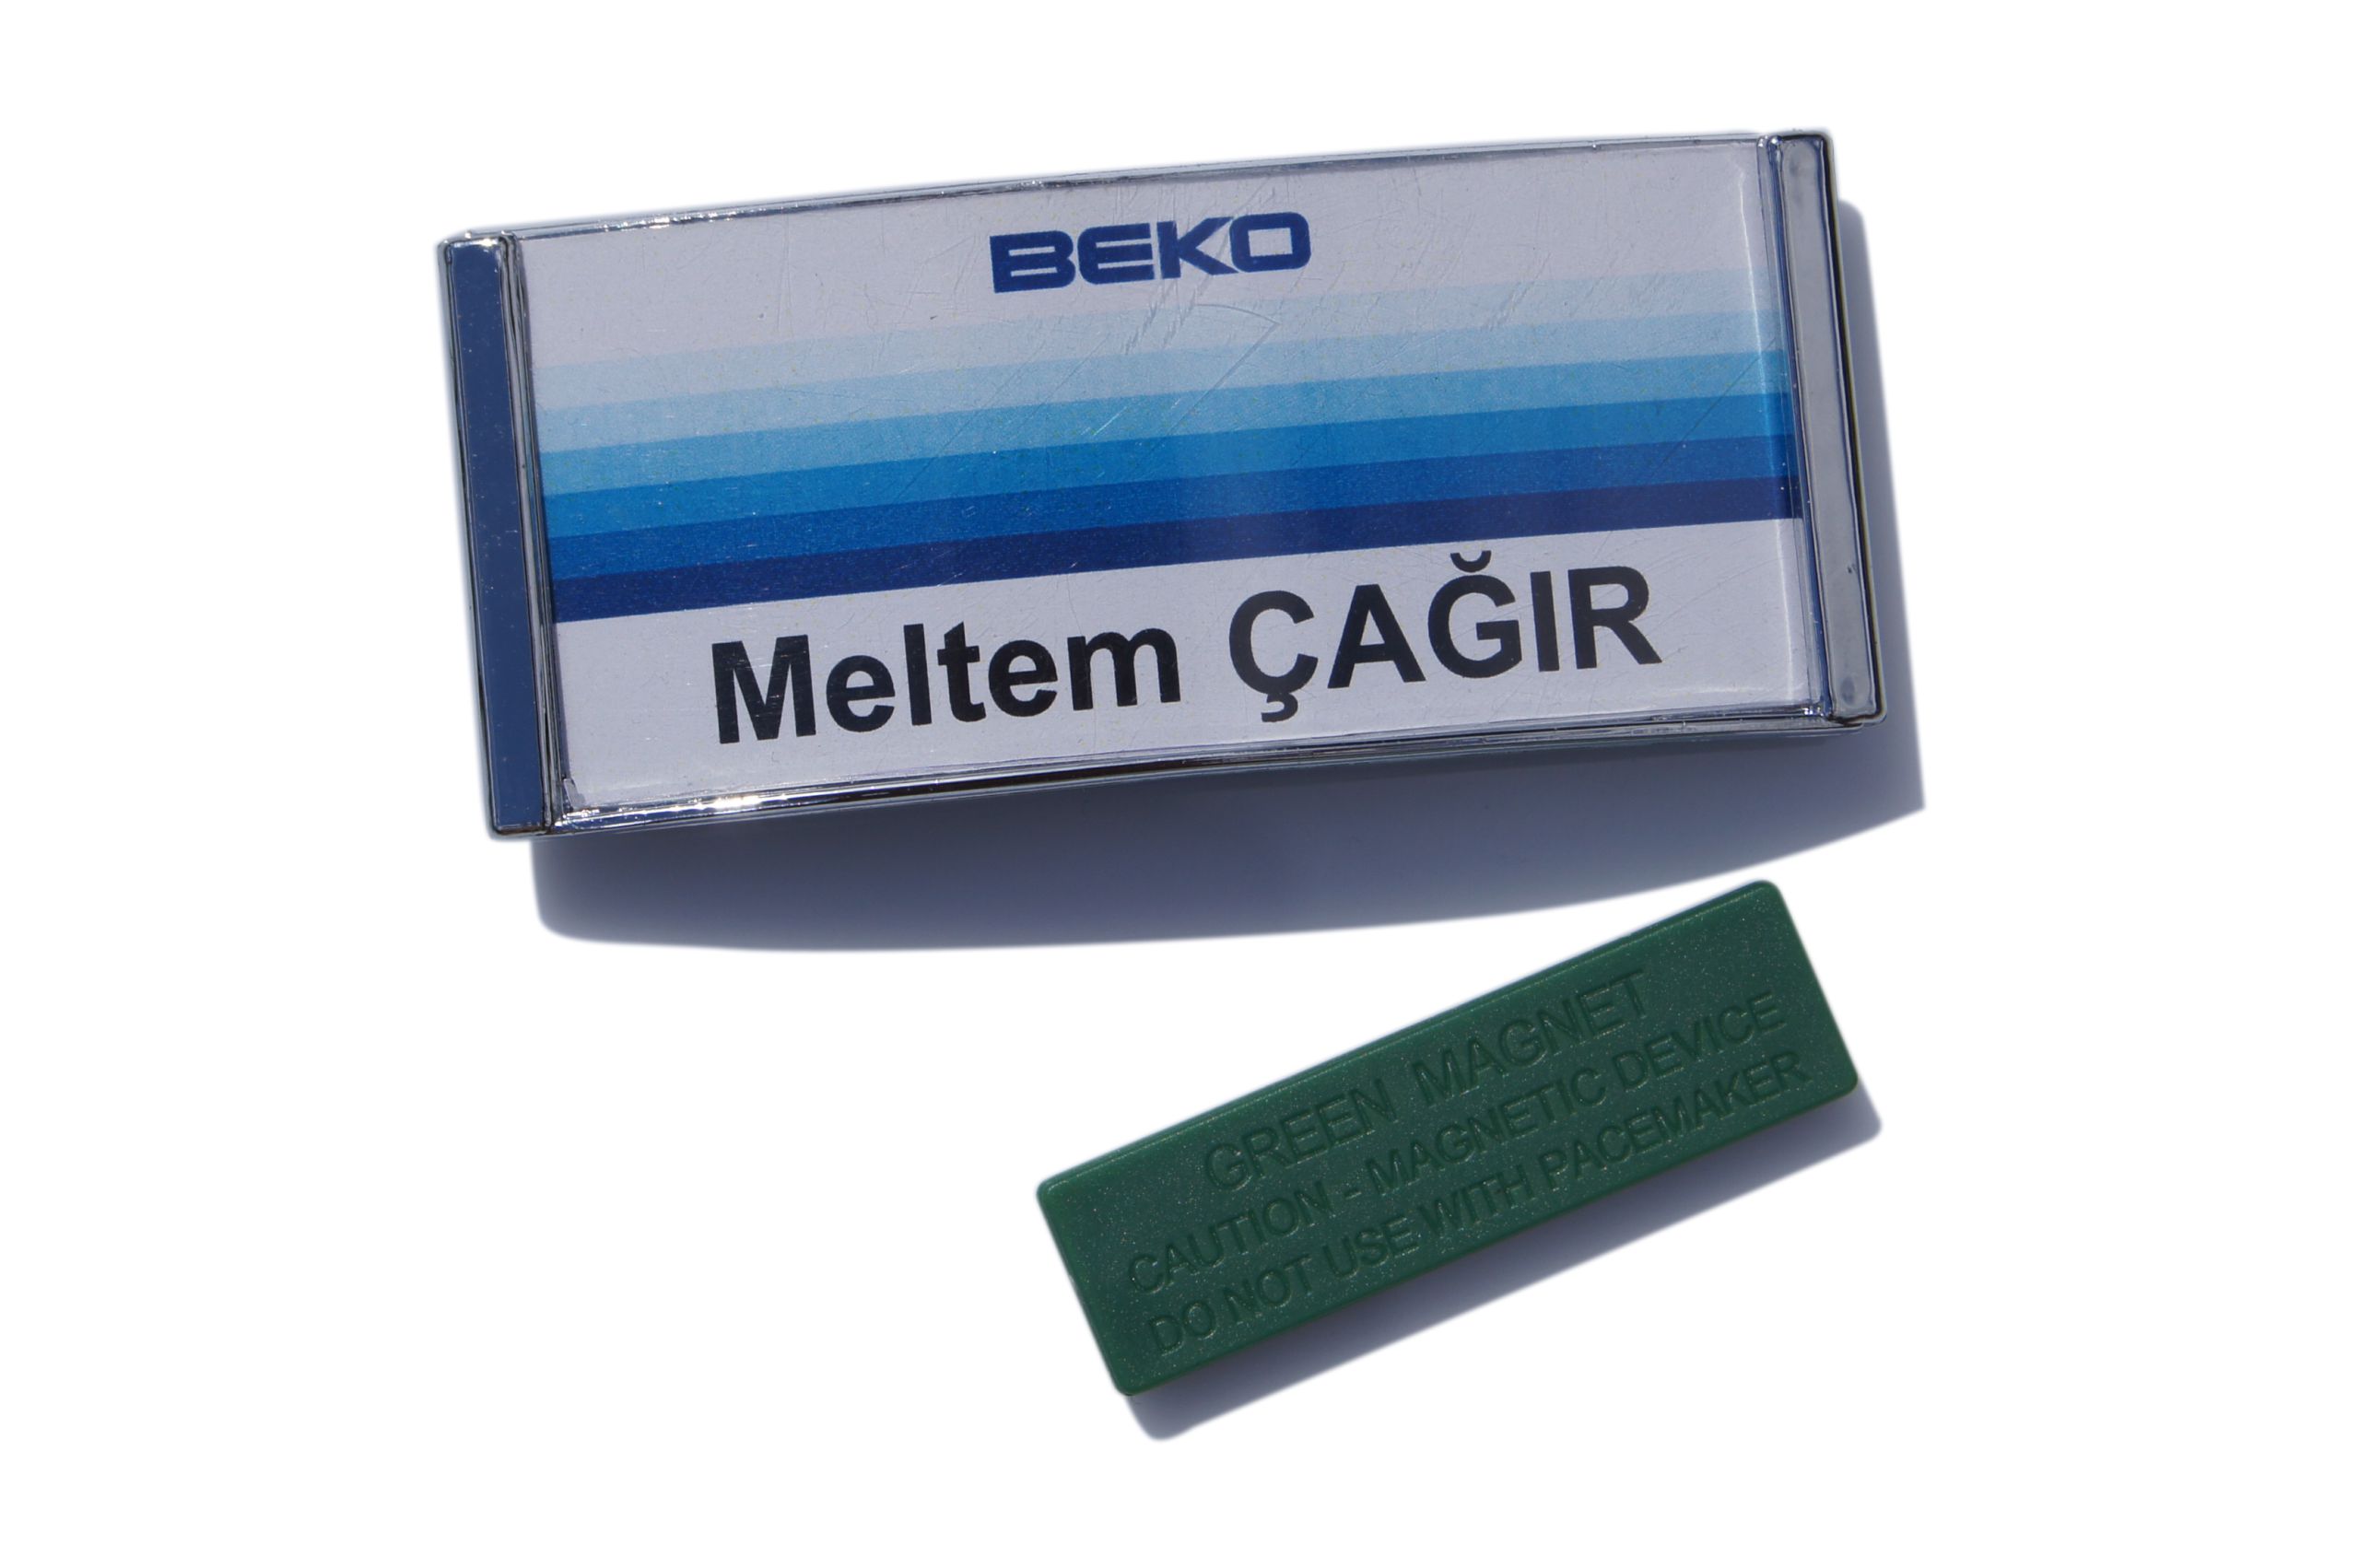 BEKO
Meltem ÇAĞIR
GREEN MAGNET
CAUTION - MAGNETIC DEVICE
DO NOT USE WITH PACEMAKER